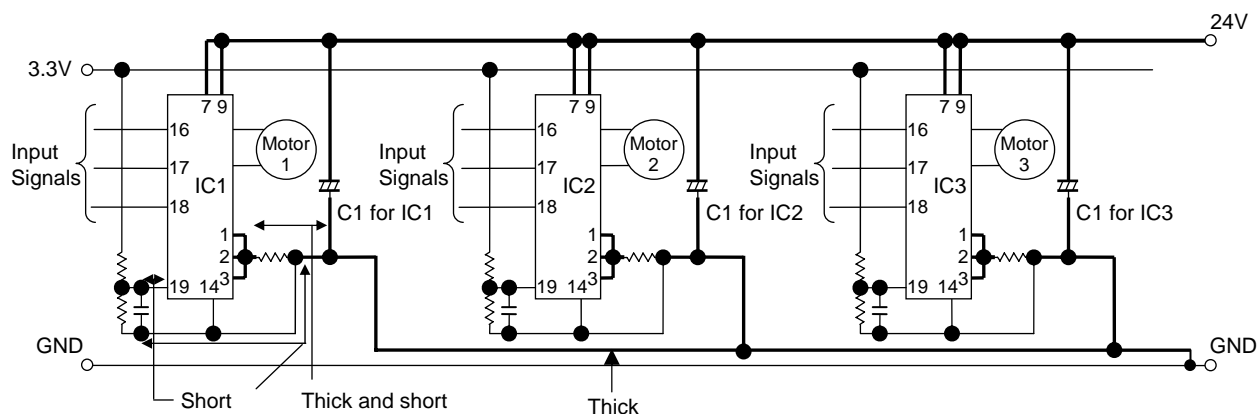 24V
3.3V
7 9
7 9
7 9
Input
Signals
16
17
18
IC1
Motor
1
C1 for IC1
1
2
3
19
14
Input
Signals
16
17
18
IC2
Motor
2
C1 for IC2
1
2
3
19
14
Input
Signals
16
17
18
IC3
Motor
3
C1 for IC3
1
2
3
19
14
GND
GND
Short
Thick and short
Thick